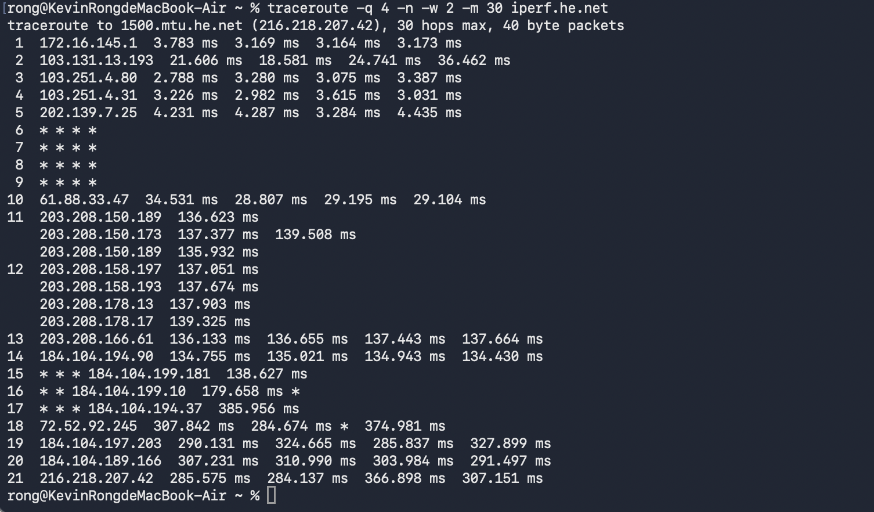 rong@KevinRongdeMacBook-Air ~ % traceroute -q 4 -n -w 2 -m 30 iperf.he.net
traceroute to 1500.mtu.he.net (216.218.207.42), 30 hops max, 40 byte packets
 1  172.16.145.1  3.783 ms  3.169 ms  3.164 ms  3.173 ms
 2  103.131.13.193  21.606 ms  18.581 ms  24.741 ms  36.462 ms
 3  103.251.4.80  2.788 ms  3.280 ms  3.075 ms  3.387 ms
 4  103.251.4.31  3.226 ms  2.982 ms  3.615 ms  3.031 ms
 5  202.139.7.25  4.231 ms  4.287 ms  3.284 ms  4.435 ms
 6  * * * *
 7  * * * *
 8  * * * *
 9  * * * *
10  61.88.33.47  34.531 ms  28.807 ms  29.195 ms  29.104 ms
11  203.208.150.189  136.623 ms
    203.208.150.173  137.377 ms  139.508 ms
    203.208.150.189  135.932 ms
12  203.208.158.197  137.051 ms
    203.208.158.193  137.674 ms
    203.208.178.13  137.903 ms
    203.208.178.17  139.325 ms
13  203.208.166.61  136.133 ms  136.655 ms  137.443 ms  137.664 ms
14  184.104.194.90  134.755 ms  135.021 ms  134.943 ms  134.430 ms
15  * * * 184.104.199.181  138.627 ms
16  * * 184.104.199.10  179.658 ms *
17  * * * 184.104.194.37  385.956 ms
18  72.52.92.245  307.842 ms  284.674 ms *  374.981 ms
19  184.104.197.203  290.131 ms  324.665 ms  285.837 ms  327.899 ms
20  184.104.189.166  307.231 ms  310.990 ms  303.984 ms  291.497 ms
21  216.218.207.42  285.575 ms  284.137 ms  366.898 ms  307.151 ms
rong@KevinRongdeMacBook-Air ~ %